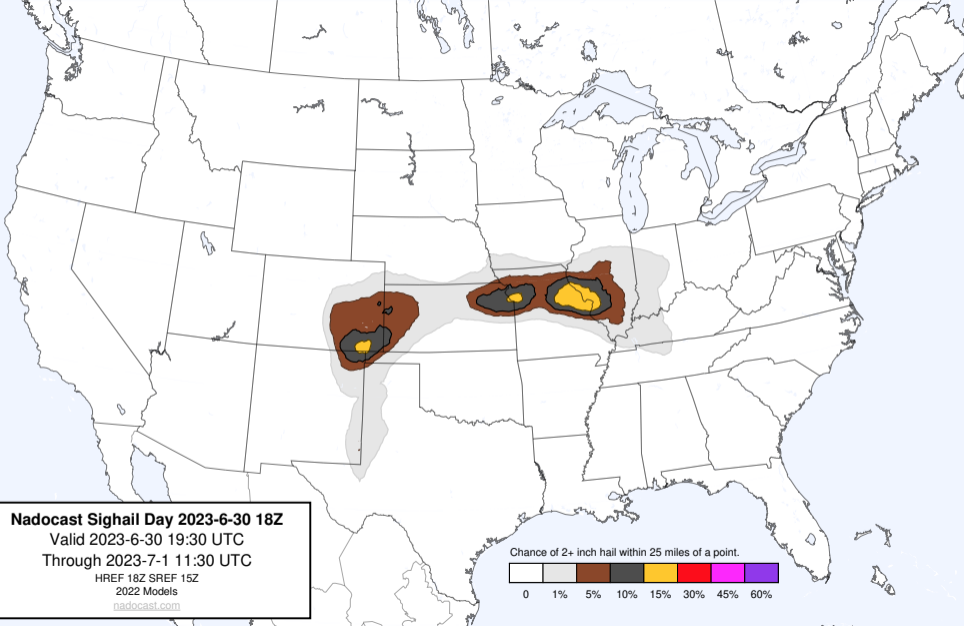 Nadocast Sighail Day 2023-6-30 18Z
Valid 2023-6-30 19:30 UTC
Through 2023-7-1 11:30 UTC
HREF 18Z SREF 15Z
2022 Models
nadocast.com
Chance of 2+ inch hail within 25 miles of a point.
0 1% 5% 10% 15% 30% 45% 60%